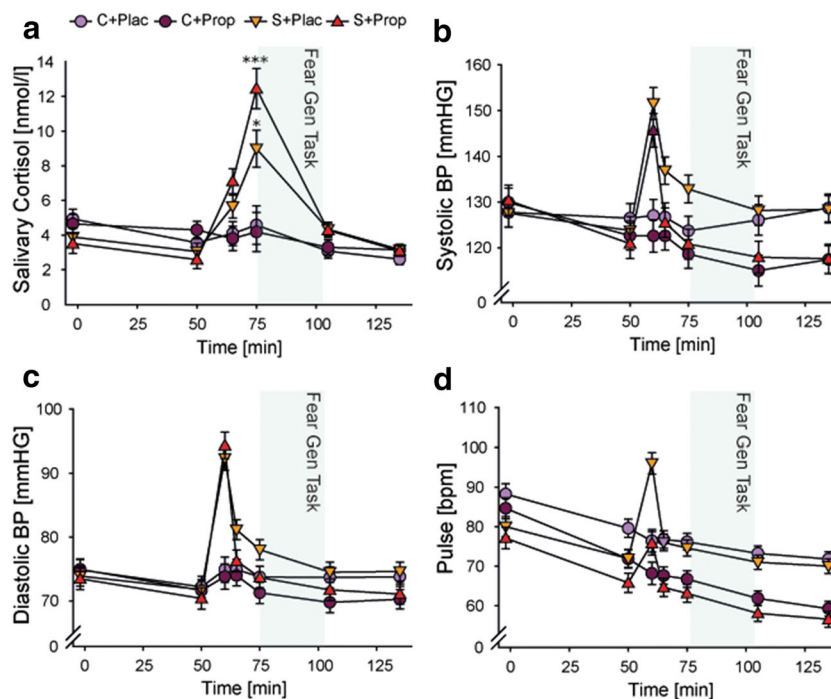 C+Plac C+Prop S+Plac S+Prop
a
Salivary Cortisol [nmol/l]
14
12
10
8
6
4
2
0
***
*
Fear Gen Task
0 25 50 75 100 125
Time [min]
b
Systolic BP [mmHG]
160
150
140
130
120
0
Fear Gen Task
0 25 50 75 100 125
Time [min]
c
Diastolic BP [mmHG]
100
90
80
70
0
Fear Gen Task
0 25 50 75 100 125
Time [min]
d
Pulse [bpm]
110
100
90
80
70
60
0
Fear Gen Task
0 25 50 75 100 125
Time [min]